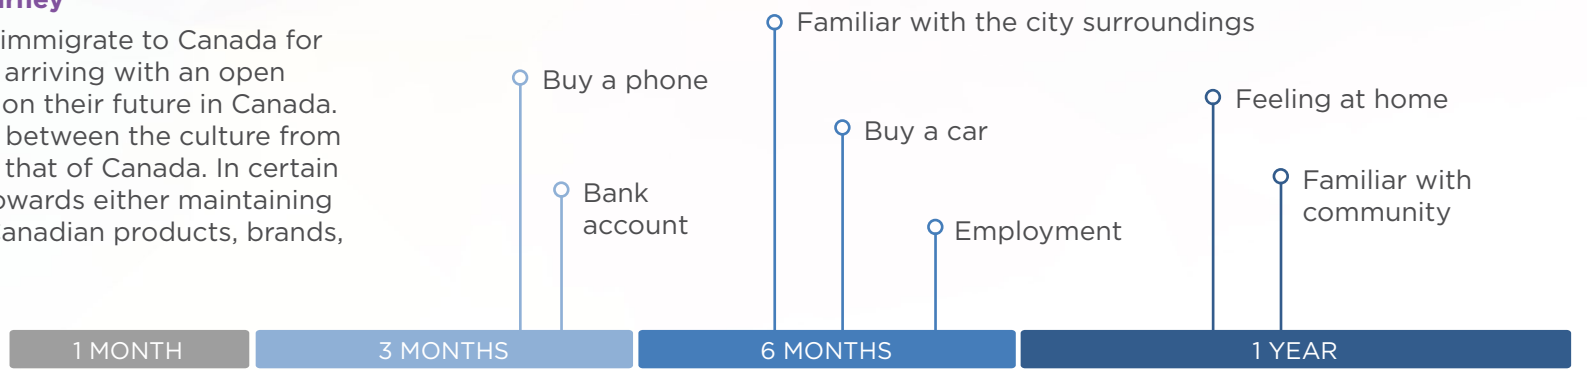 immigrate to Canada for
arriving with an open
on their future in Canada.
between the culture from
that of Canada. In certain
either maintaining
products, brands,
Familiar with the city surroundings
Buy a phone
Buy a car
Bank
account
Employment
Feeling at home
Familiar with
community
1 MONTH
3 MONTHS
6 MONTHS
1 YEAR